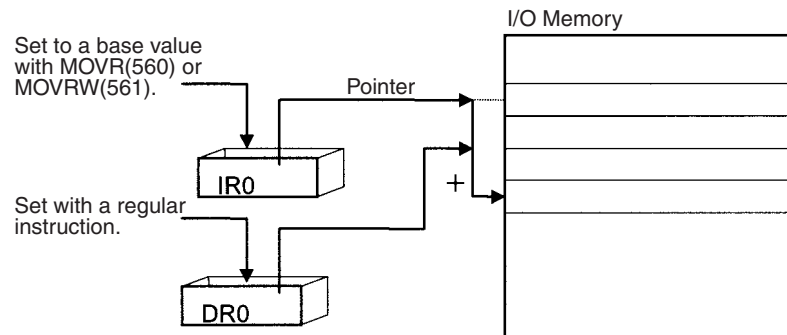 I/O Memory
Set to a base value
with MOVR(560) or
MOVRW(561).
Pointer
IR0
Set with a regular
instruction.
+
DR0